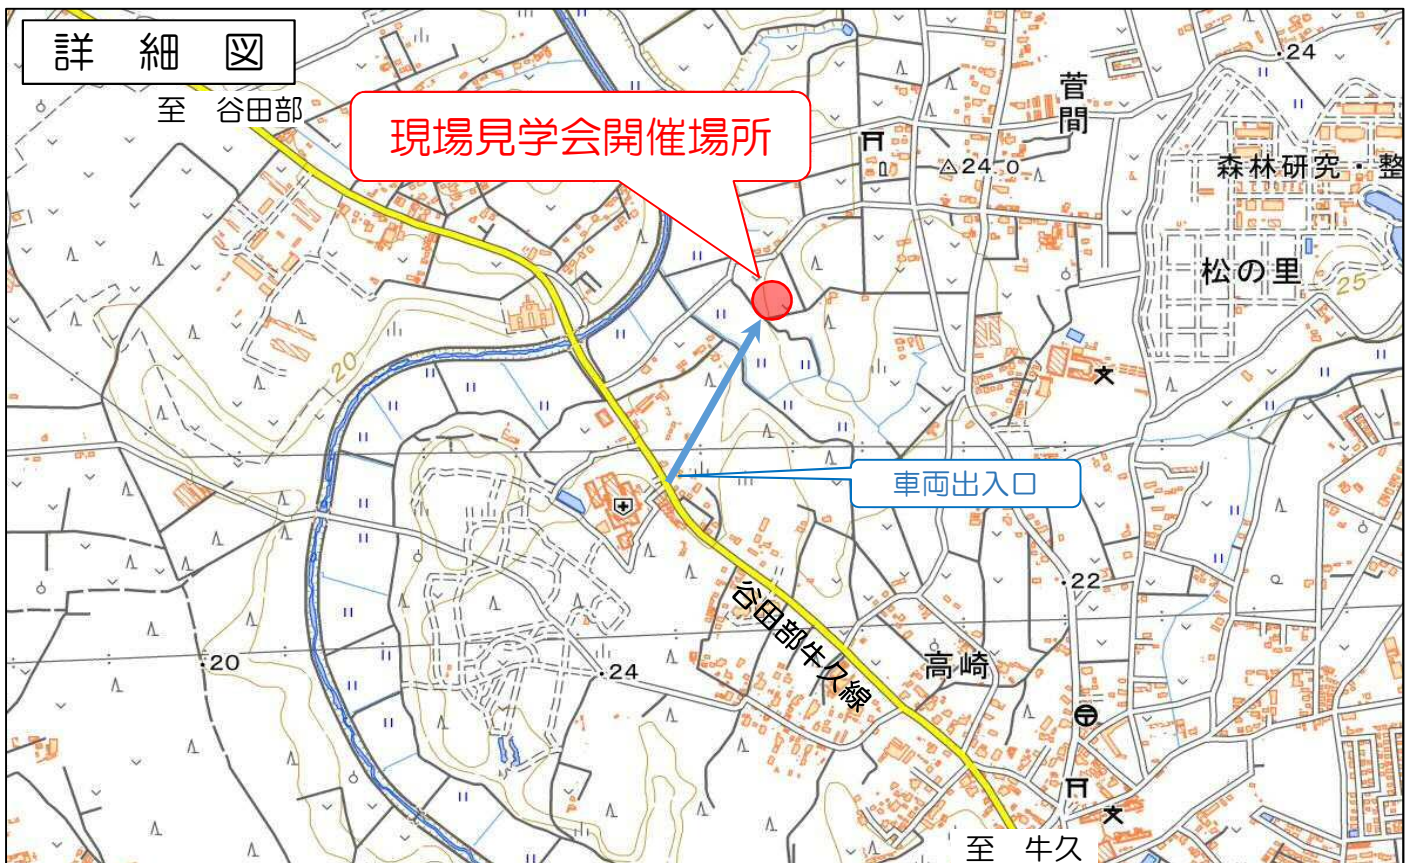 詳 細 図
至 谷田部
現場見学会開催場所
菅間
24
24.0
森林研究・整
松の里
25
20
車両出入口
22
谷田部牛久線
高崎
20
24
至 牛久